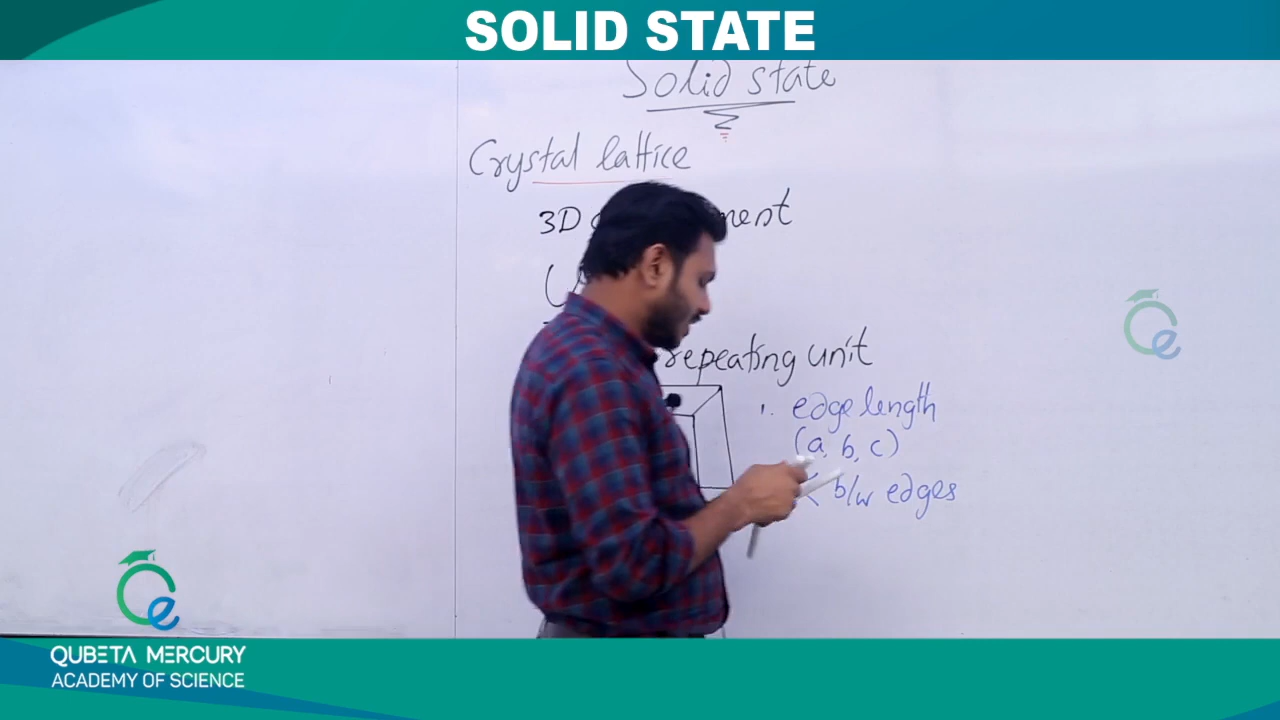 SOLID STATE
Solid state
Crystal lattice
3D
repeating unit
1. edge length
(a, b, c)
< b/w edges
QUBETA MERCURY
ACADEMY OF SCIENCE